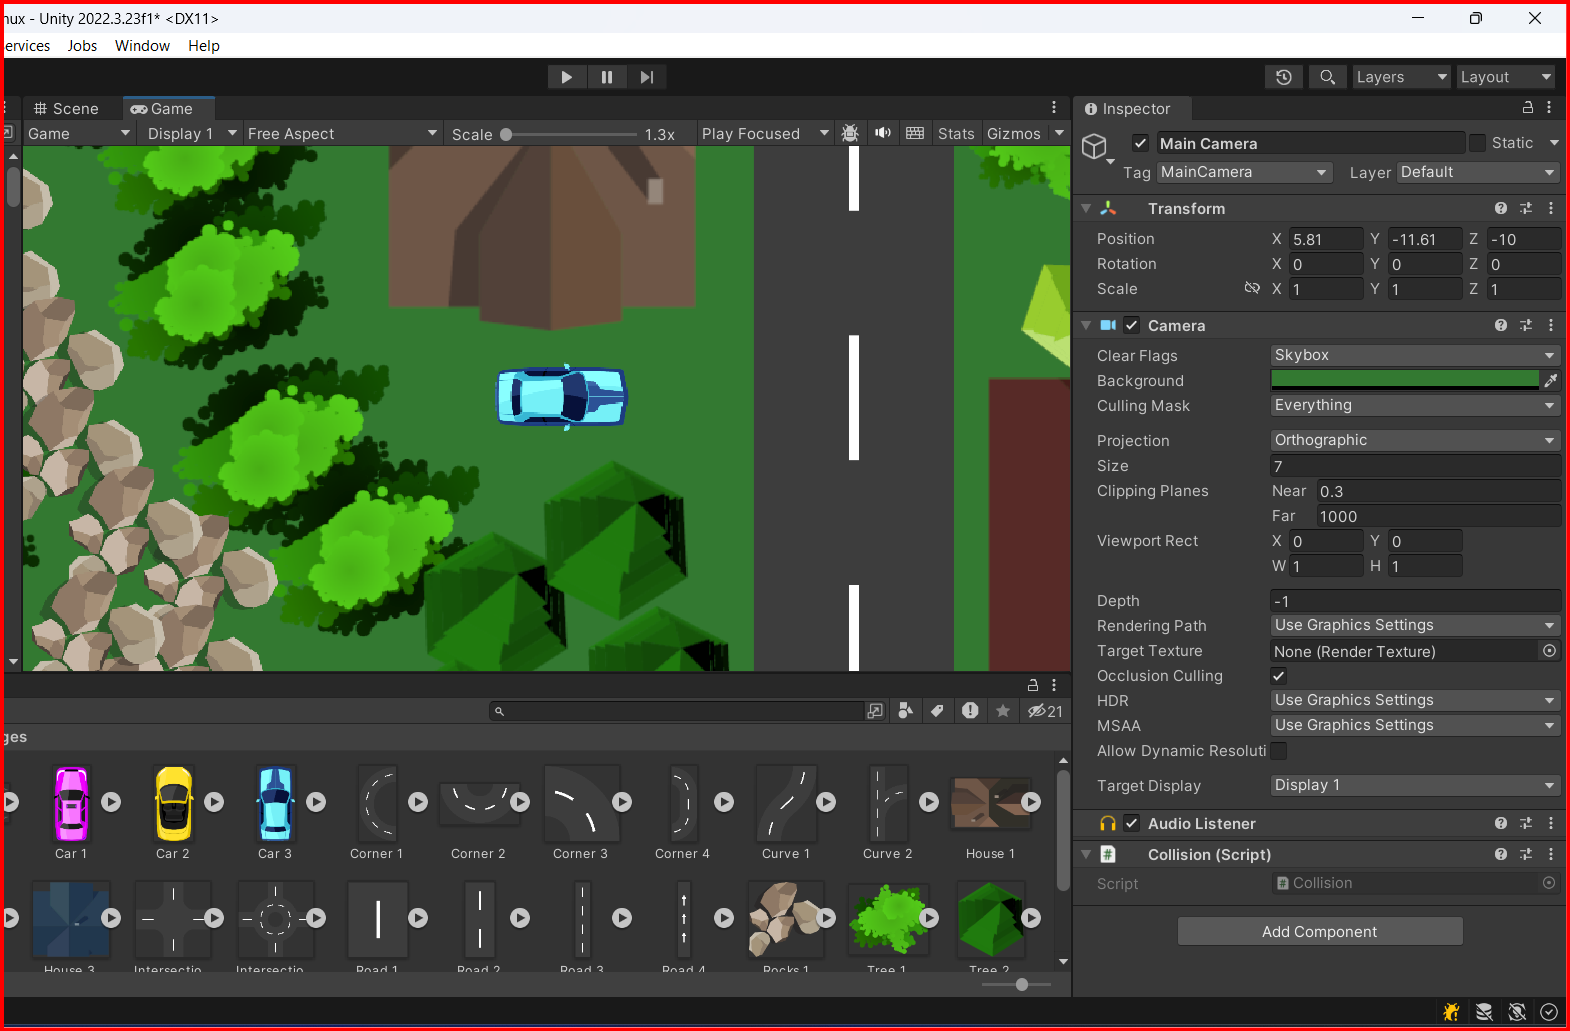 nux - Unity 2022.3.23f1* <DX11>
ervices Jobs Window Help
Layers Layout
Scene Game
Game Display 1 Free Aspect Scale 1.3x Play Focused Stats Gizmos
Inspector
Main Camera Static
Tag MainCamera Layer Default
Transform
Position X 5.81 Y -11.61 Z -10
Rotation X 0 Y 0 Z 0
Scale X 1 Y 1 Z 1
Camera
Clear Flags Skybox
Background
Culling Mask Everything
Projection Orthographic
Size 7
Clipping Planes Near 0.3
Far 1000
Viewport Rect X 0 Y 0
W 1 H 1
Depth -1
Rendering Path Use Graphics Settings
Target Texture None (Render Texture)
Occlusion Culling
HDR Use Graphics Settings
MSAA Use Graphics Settings
Allow Dynamic Resoluti
Target Display Display 1
Audio Listener
Collision (Script)
Script # Collision
Add Component
21
ges
Car 1 Car 2 Car 3 Corner 1 Corner 2 Corner 3 Corner 4 Curve 1 Curve 2 House 1
House 3 Intersectio Intersectio Road 1 Road 2 Road 3 Road 4 Rocks 1 Tree 1 Tree 2